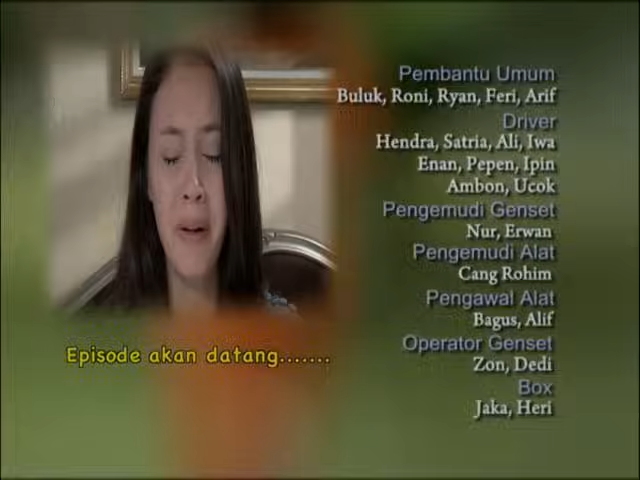 Pembantu Umum
Buluk, Roni, Ryan, Feri, Arif
Driver
Hendra, Satria, Ali, Iwa
Enan, Pepen, Ipin
Ambon, Ucok
Pengemudi Genset
Nur, Erwan
Pengemudi Alat
Cang Rohim
Pengawal Alat
Bagus, Alif
Operator Genset
Zon, Dedi
Box
Jaka, Heri
Episode akan datang.......